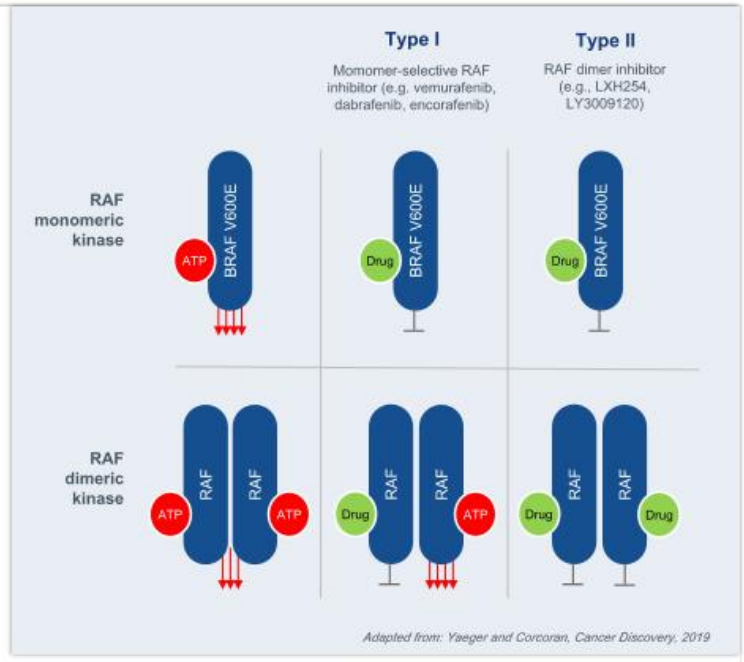 Type I
Type II
Momomer-selective RAF
inhibitor (e.g. vemurafenib,
dabrafenib, encorafenib)
RAF dimer inhibitor
(e.g., LXH254,
LY3009120)
RAF
monomeric
kinase
ATP
BRAF V600E
Drug
BRAF V600E
Drug
BRAF V600E
RAF
dimeric
kinase
ATP
RAF
RAF
ATP
Drug
RAF
RAF
ATP
Drug
RAF
RAF
Drug
Adapted from: Yaeger and Corcoran, Cancer Discovery, 2019